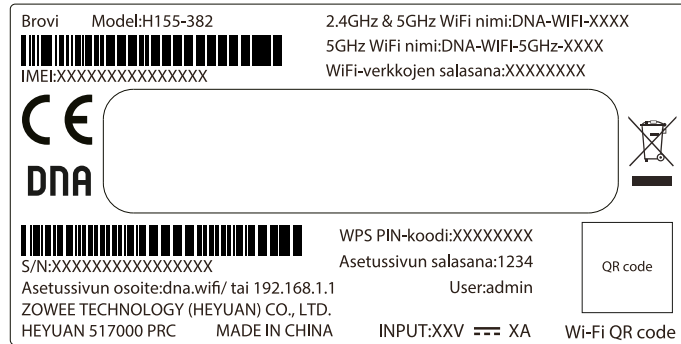 Brovi Model:H155-382
2.4GHz & 5GHz WiFi nimi:DNA-WIFI-XXXX
5GHz WiFi nimi:DNA-WIFI-5GHz-XXXX
IMEI:XXXXXXXXXXXXXXX
WiFi-verkkojen salasana:XXXXXXXX
CE
DNA
WPS PIN-koodi:XXXXXXXX
S/N:XXXXXXXXXXXXXXXX
Asetussivun salasana:1234
QR code
Asetussivun osoite:dna.wifi/ tai 192.168.1.1
User:admin
ZOWEE TECHNOLOGY (HEYUAN) CO., LTD.
HEYUAN 517000 PRC MADE IN CHINA
INPUT:XXV XA
Wi-Fi QR code